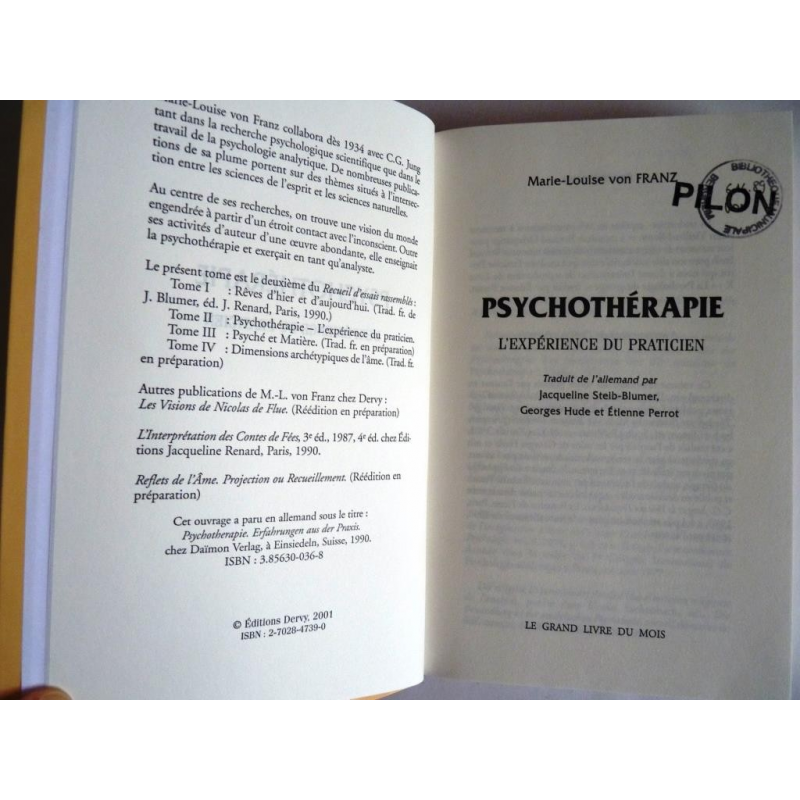 Marie-Louise von Franz collabora dès 1934 avec C.G. Jung
tant dans la recherche psychologique scientifique que dans le
travail de la psychologie analytique. De nombreuses publica-
tions de sa plume portent sur des thèmes situés à l'intersec-
tion entre les sciences de l'esprit et les sciences naturelles.
Au centre de ses recherches, on trouve une vision du monde
engendrée à partir d'un étroit contact avec l'inconscient. Outre
ses activités d'auteur d'une œuvre abondante, elle enseignait
la psychothérapie et exerçait en tant qu'analyste.
Le présent tome est le deuxième du Recueil d'essais rassemblés :
Tome I : Rêves d'hier et d'aujourd'hui. (Trad. fr. de
J. Blumer, éd. J. Renard, Paris, 1990.)
Tome II : Psychothérapie – L'expérience du praticien.
Tome III : Psyché et Matière. (Trad. fr. en préparation)
Tome IV : Dimensions archétypiques de l'âme. (Trad. fr.
en préparation)
Autres publications de M.-L. von Franz chez Dervy :
Les Visions de Nicolas de Flue. (Réédition en préparation)
L'Interprétation des Contes de Fées, 3e éd., 1987, 4e éd. chez Édi-
tions Jacqueline Renard, Paris, 1990.
Reflets de l'Âme. Projection ou Recueillement. (Réédition en
préparation)
Cet ouvrage a paru en allemand sous le titre :
Psychotherapie. Erfahrungen aus der Praxis.
chez Daïmon Verlag, à Einsiedeln, Suisse, 1990.
ISBN : 3.85630-036-8
© Éditions Dervy, 2001
ISBN : 2-7028-4739-0
Marie-Louise von FRANZ
PILON
BIBLIOTHÈQUE MUNICIPALE
PSYCHOTHÉRAPIE
L'EXPÉRIENCE DU PRATICIEN
Traduit de l'allemand par
Jacqueline Steib-Blumer,
Georges Hude et Étienne Perrot
LE GRAND LIVRE DU MOIS